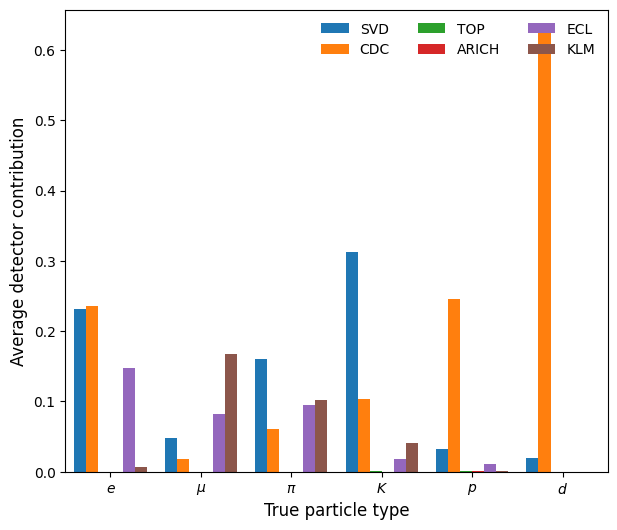 SVD TOP ECL
CDC ARICH KLM
0.6
0.5
0.4
0.3
0.2
0.1
0.0
e μ π K p d
Average detector contribution
True particle type